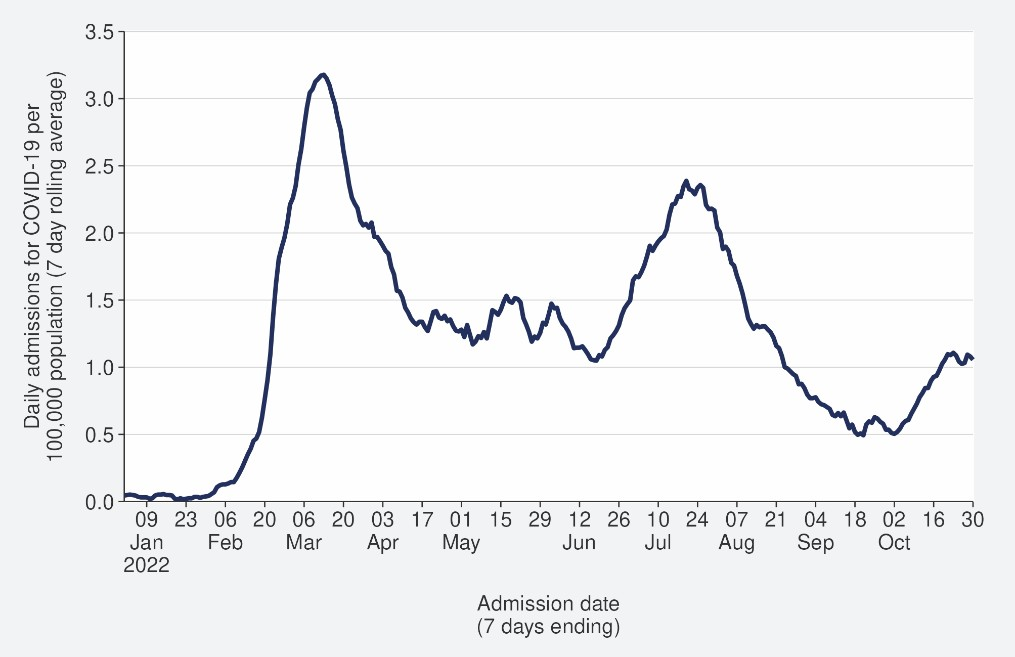 Daily admissions for COVID-19 per
100,000 population (7 day rolling average)
3.5
3.0
2.5
2.0
1.5
1.0
0.5
0.0
09 23 06 20 06 20 03 17 01 15 29 12 26 10 24 07 21 04 18 02 16 30
Jan Feb Mar Apr May Jun Jul Aug Sep Oct
2022
Admission date
(7 days ending)